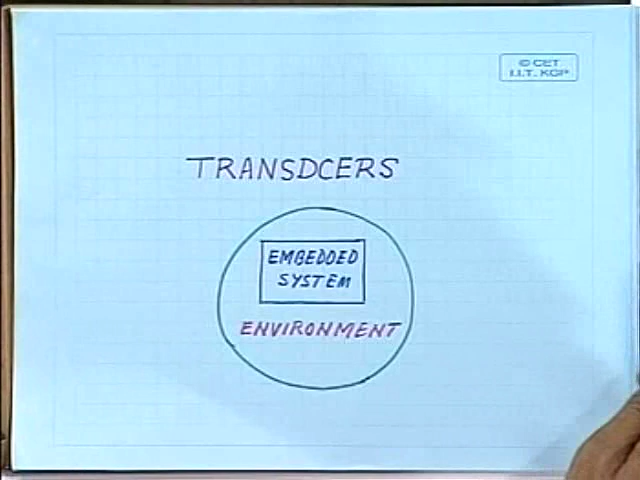 © CET
I.I.T. KGP
TRANSDCERS
EMBEDDED
SYSTEM
ENVIRONMENT